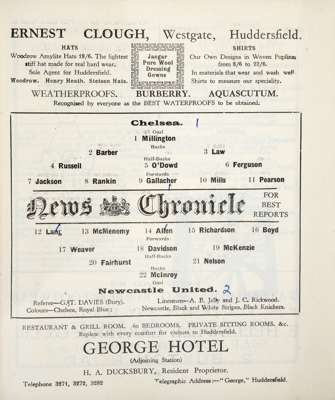 ERNEST CLOUGH, Westgate, Huddersfield.
HATS
Woodrow Amylite Hats 19/6. The lightest
stiff hat made for real hard wear.
Sole Agent for Huddersfield.
Woodrow. Henry Heath. Stetson Hats.
Jaeger
Pure Wool
Dressing
Gowns
SHIRTS
Our Own Designs in Woven Poplins
from 8/6 to 22/6.
In materials that wear and wash well
Shirts to measure our speciality.
WEATHERPROOFS. BURBERRY. AQUASCUTUM.
Recognised by everyone as the BEST WATERPROOFS to be obtained.
Chelsea. 1
Goal
1 Millington
Backs
2 Barber 3 Law
Half-Backs
4 Russell 5 O'Dowd 6 Ferguson
Forwards
7 Jackson 8 Rankin 9 Gallacher 10 Mills 11 Pearson
News Chronicle
FOR
BEST
REPORTS
12 Lang 13 McMenemy 14 Allen 15 Richardson 16 Boyd
Forwards
17 Weaver 18 Davidson 19 McKenzie
Half-Backs
20 Fairhurst 21 Nelson
Backs
22 McInroy
Goal
Newcastle United. 2
Referee—G.T. DAVIES (Bury). Linesmen—A. B. Jolly and J. C. Rickwood.
Colours—Chelsea, Royal Blue; Newcastle, Black and White Stripes, Black Knickers.
RESTAURANT & GRILL ROOM. 60 BEDROOMS. PRIVATE SITTING ROOMS, &c.
Replete with every comfort for visitors to Huddersfield.
GEORGE HOTEL
(Adjoining Station)
H. A. DUCKSBURY, Resident Proprietor.
Telephone 3271, 3272, 3282 Telegraphic Address:—"George," Huddersfield.